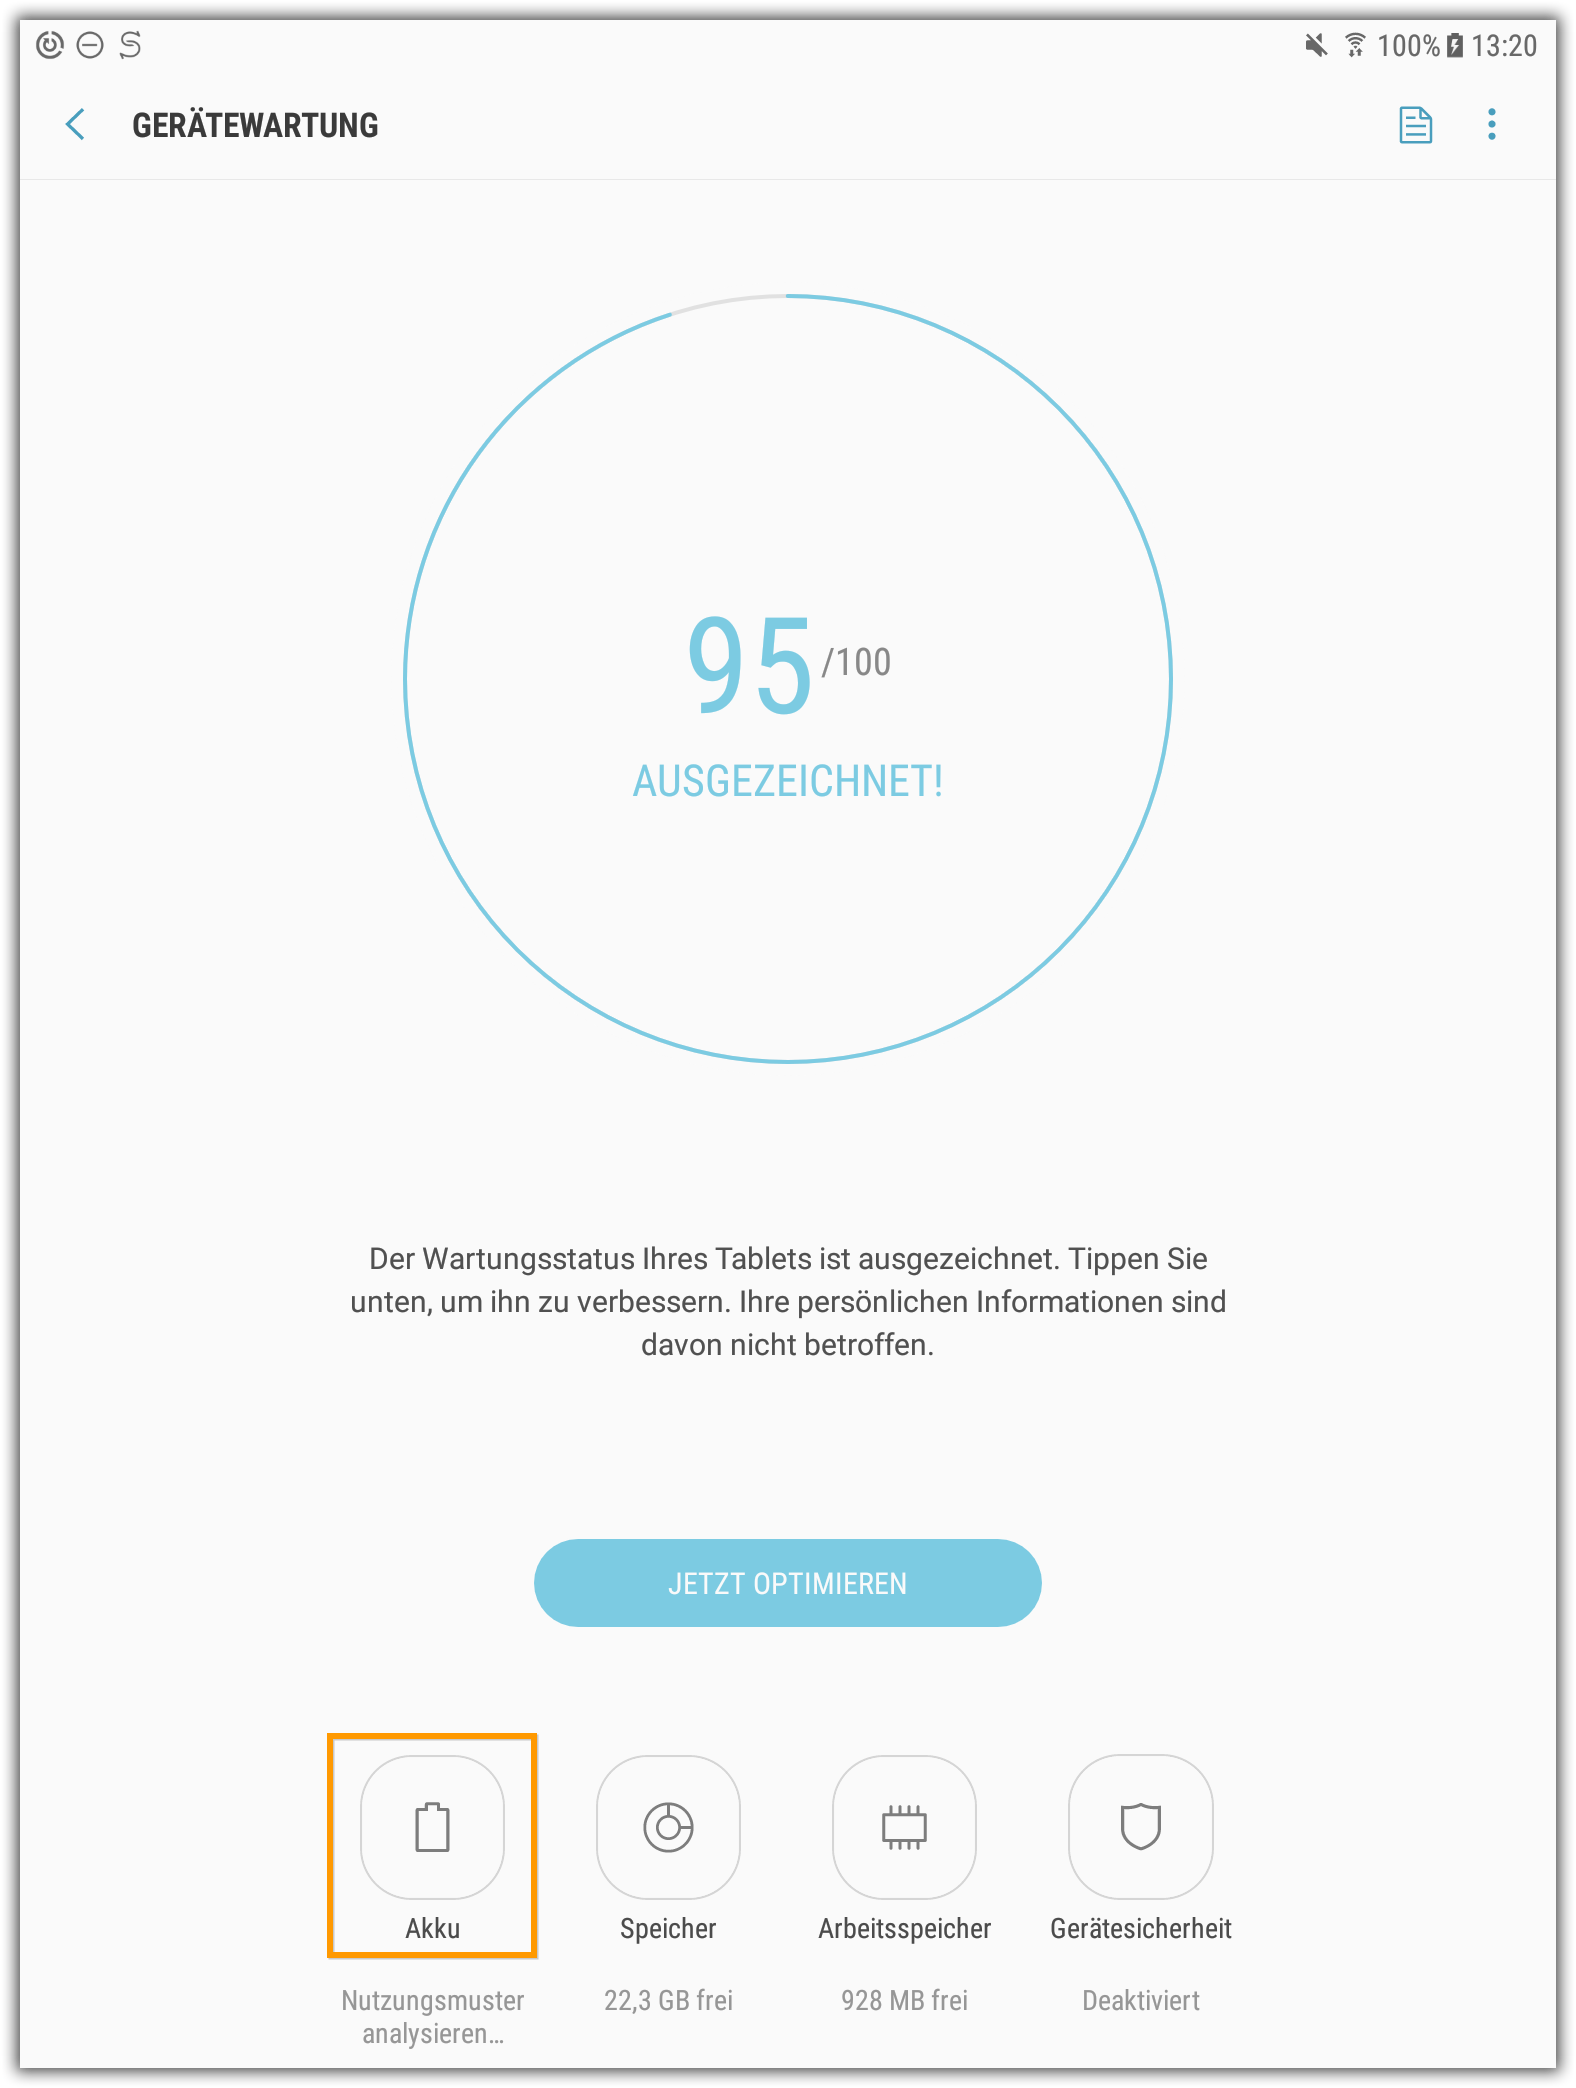 100% 13:20
GERÄTEWARTUNG
95 /100
AUSGEZEICHNET!
Der Wartungsstatus Ihres Tablets ist ausgezeichnet. Tippen Sie
unten, um ihn zu verbessern. Ihre persönlichen Informationen sind
davon nicht betroffen.
JETZT OPTIMIEREN
Akku Speicher Arbeitsspeicher Gerätesicherheit
Nutzungsmuster 22,3 GB frei 928 MB frei Deaktiviert
analysieren...